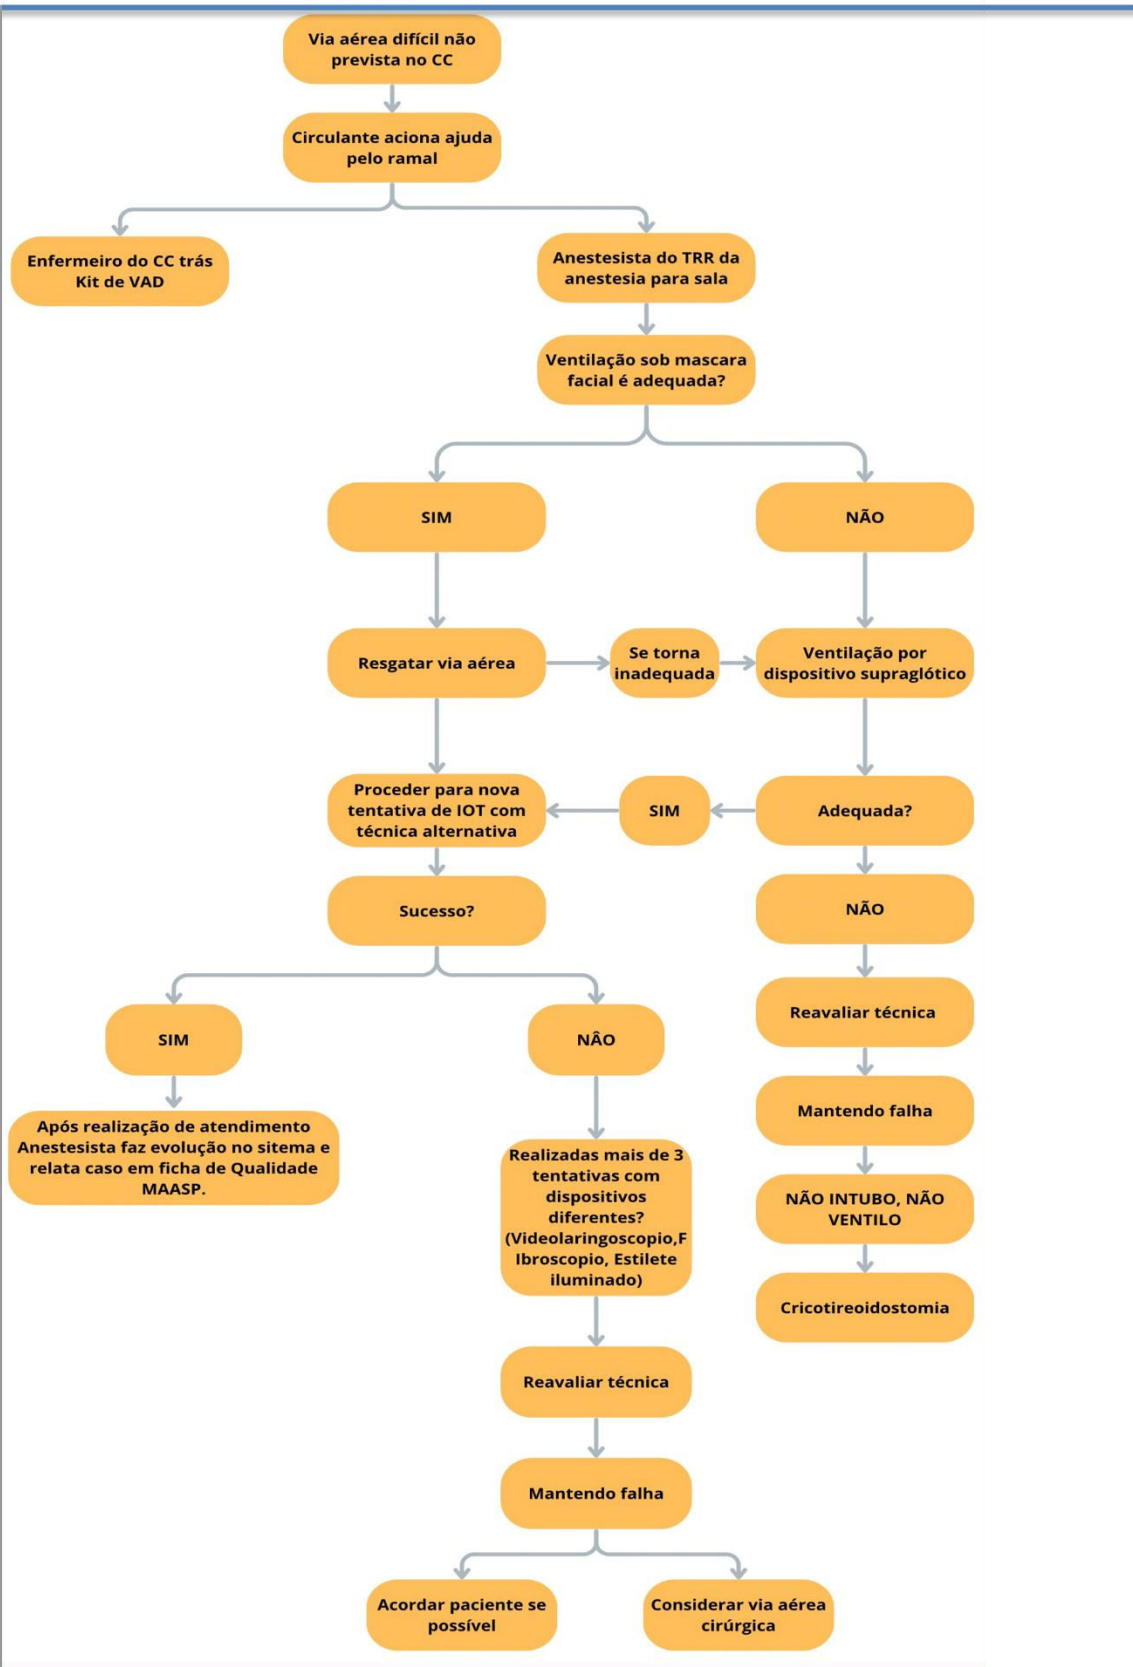 Via aérea difícil não
prevista no CC
Circulante aciona ajuda
pelo ramal
Enfermeiro do CC trás
Kit de VAD
Anestesista do TRR da
anestesia para sala
Ventilação sob mascara
facial é adequada?
SIM
NÃO
Resgatar via aérea
Se torna
inadequada
Ventilação por
dispositivo supraglótico
Proceder para nova
tentativa de IOT com
técnica alternativa
SIM
Adequada?
Sucesso?
NÃO
SIM
NÂO
Reavaliar técnica
Após realização de atendimento
Anestesista faz evolução no sitema e
relata caso em ficha de Qualidade
MAASP.
Realizadas mais de 3
tentativas com
dispositivos
diferentes?
(Videolaringoscopio,F
Ibroscopio, Estilete
iluminado)
Mantendo falha
NÃO INTUBO, NÃO
VENTILO
Cricotireoidostomia
Reavaliar técnica
Mantendo falha
Acordar paciente se
possível
Considerar via aérea
cirúrgica